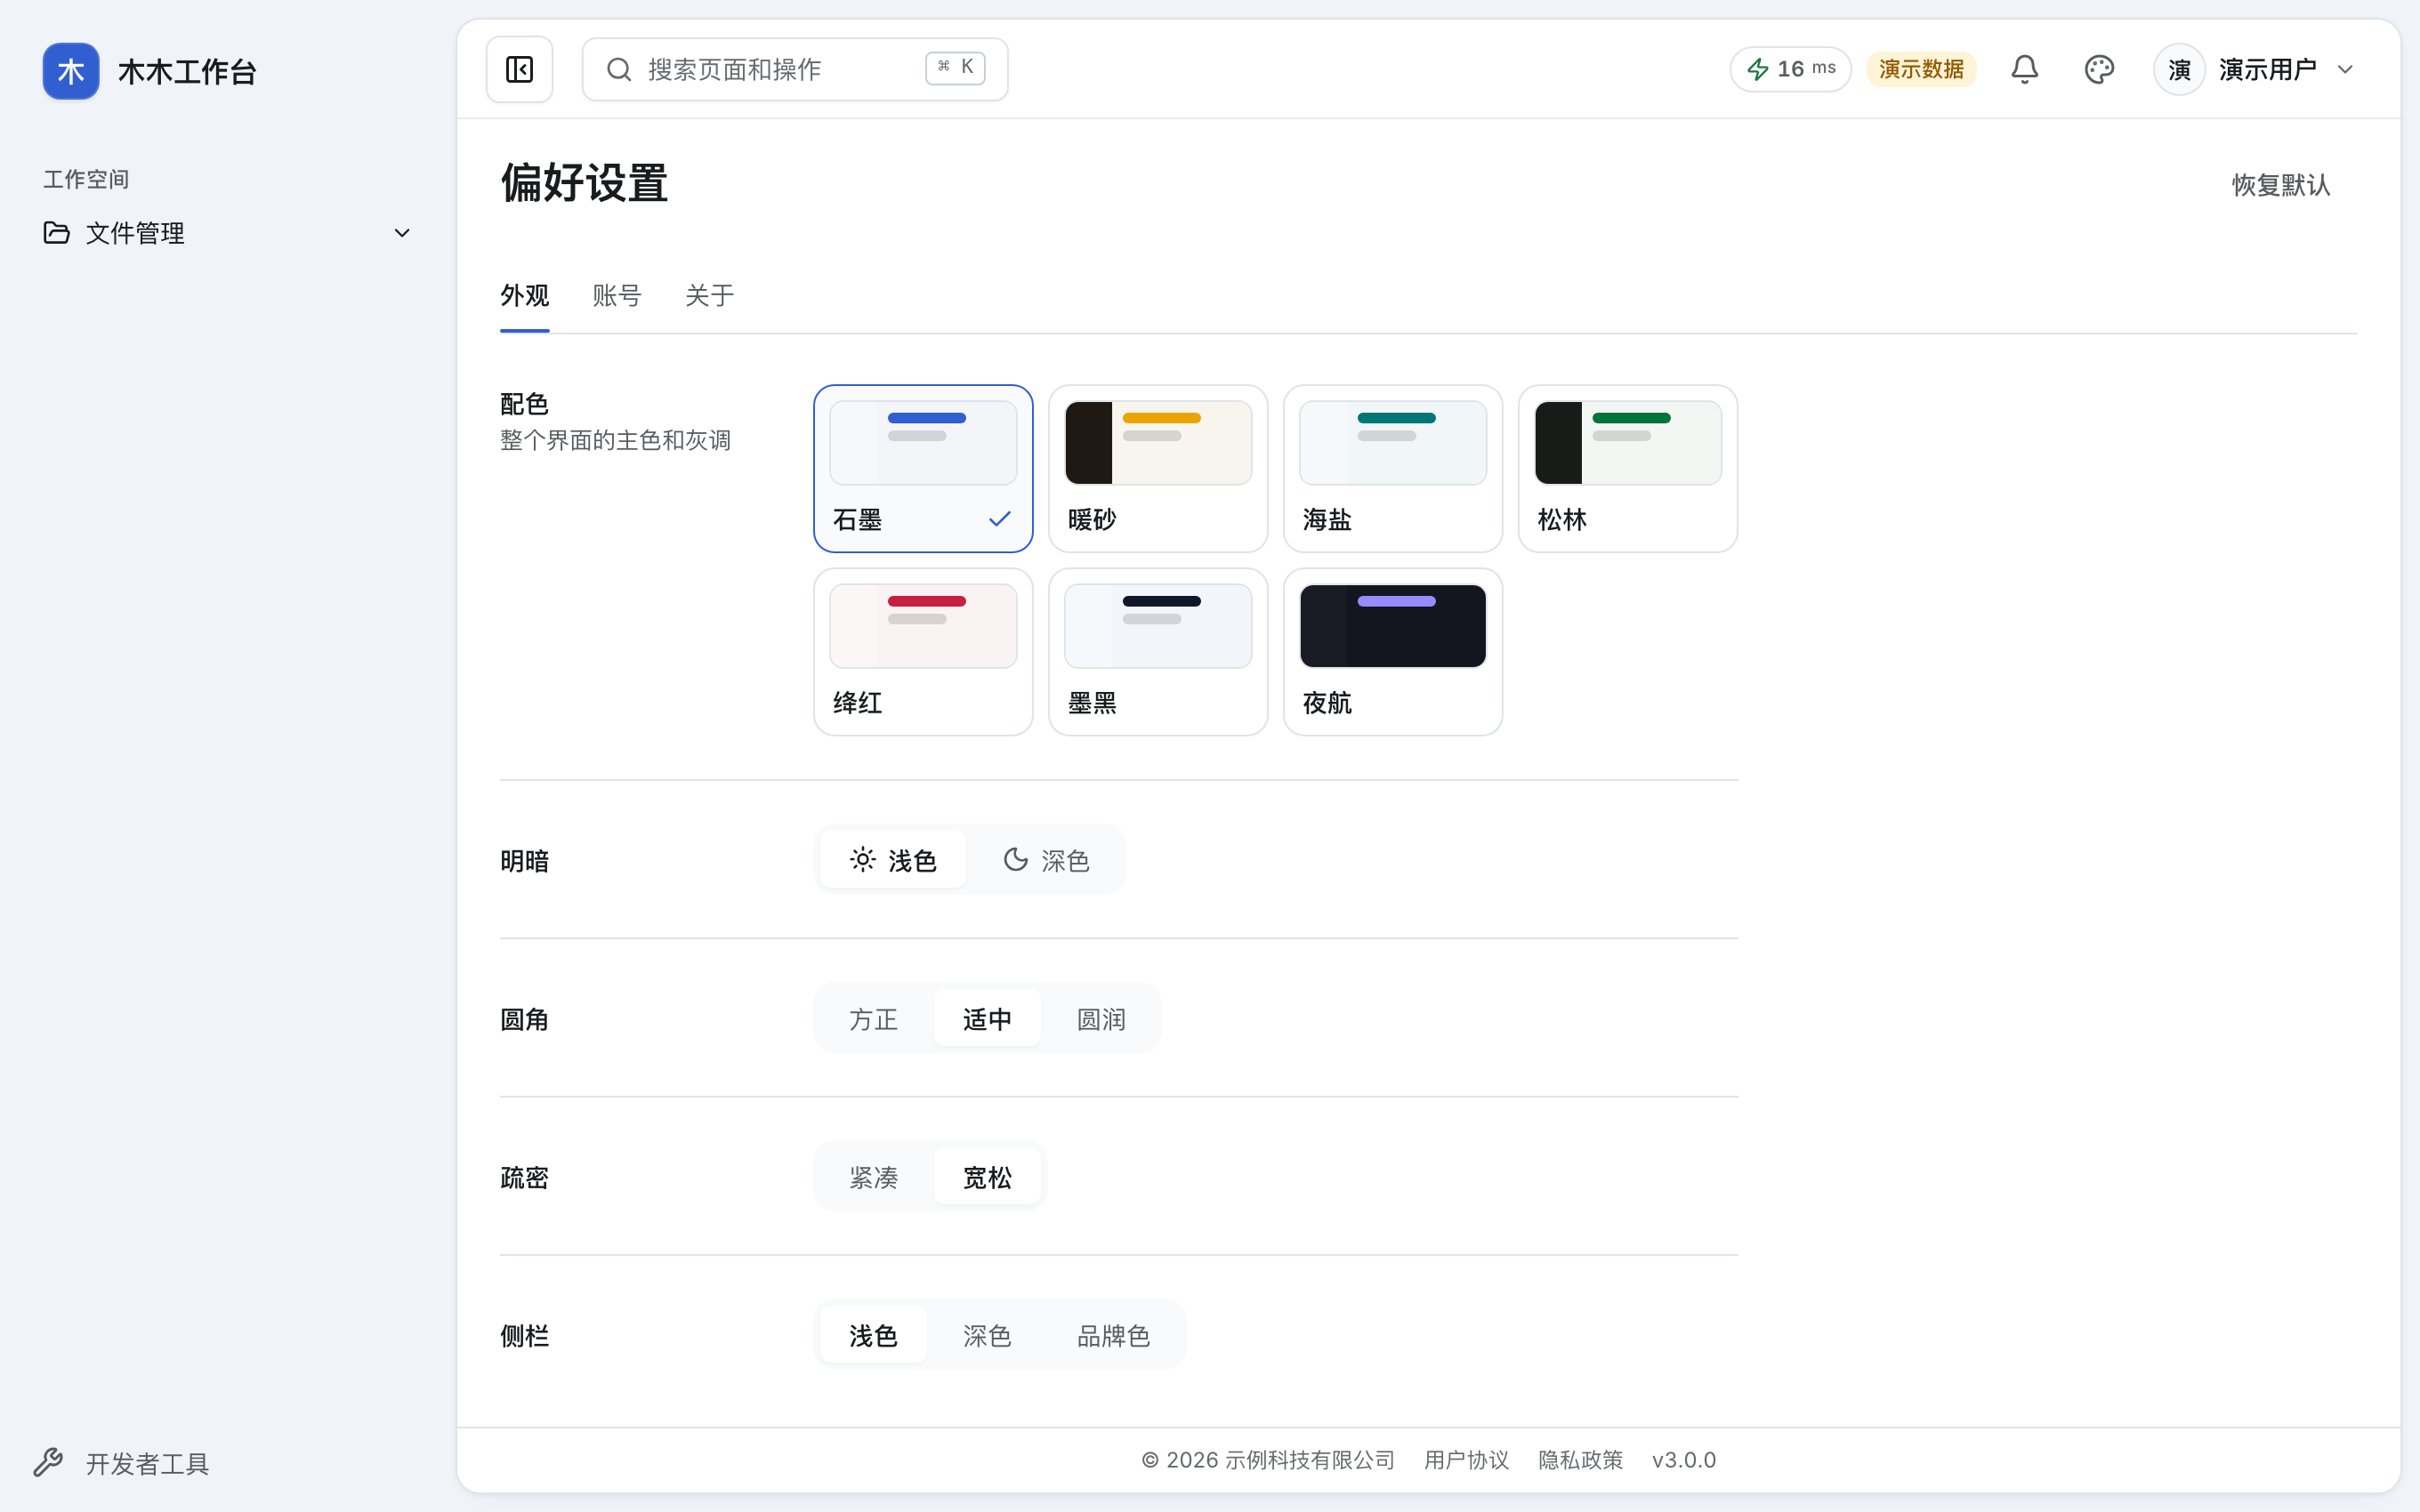 木 木木工作台
工作空间
文件管理
开发者工具
搜索页面和操作 ⌘ K
16 ms 演示数据 演 演示用户
偏好设置 恢复默认
外观 账号 关于
配色
整个界面的主色和灰调
石墨 暖砂 海盐 松林
绛红 墨黑 夜航
明暗 浅色 深色
圆角 方正 适中 圆润
疏密 紧凑 宽松
侧栏 浅色 深色 品牌色
© 2026 示例科技有限公司 用户协议 隐私政策 v3.0.0